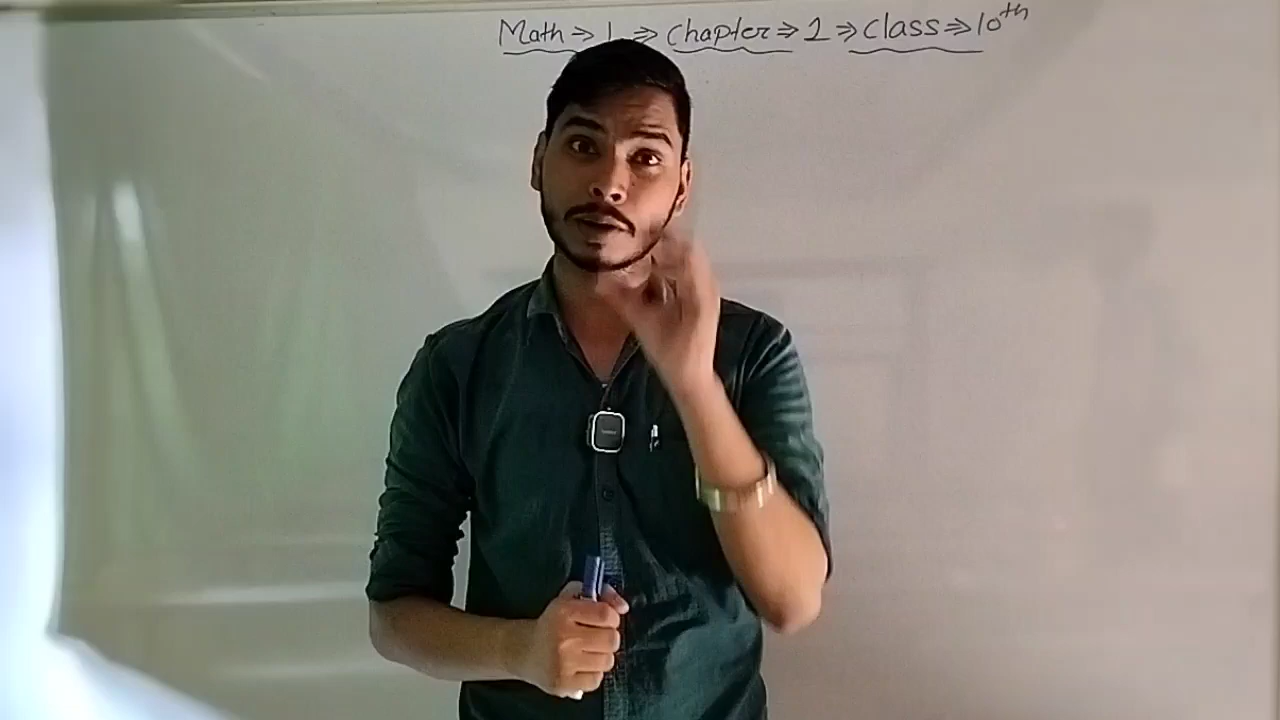 Math ⇒ 1 ⇒ Chapter ⇒ 1 ⇒ class ⇒ 10th